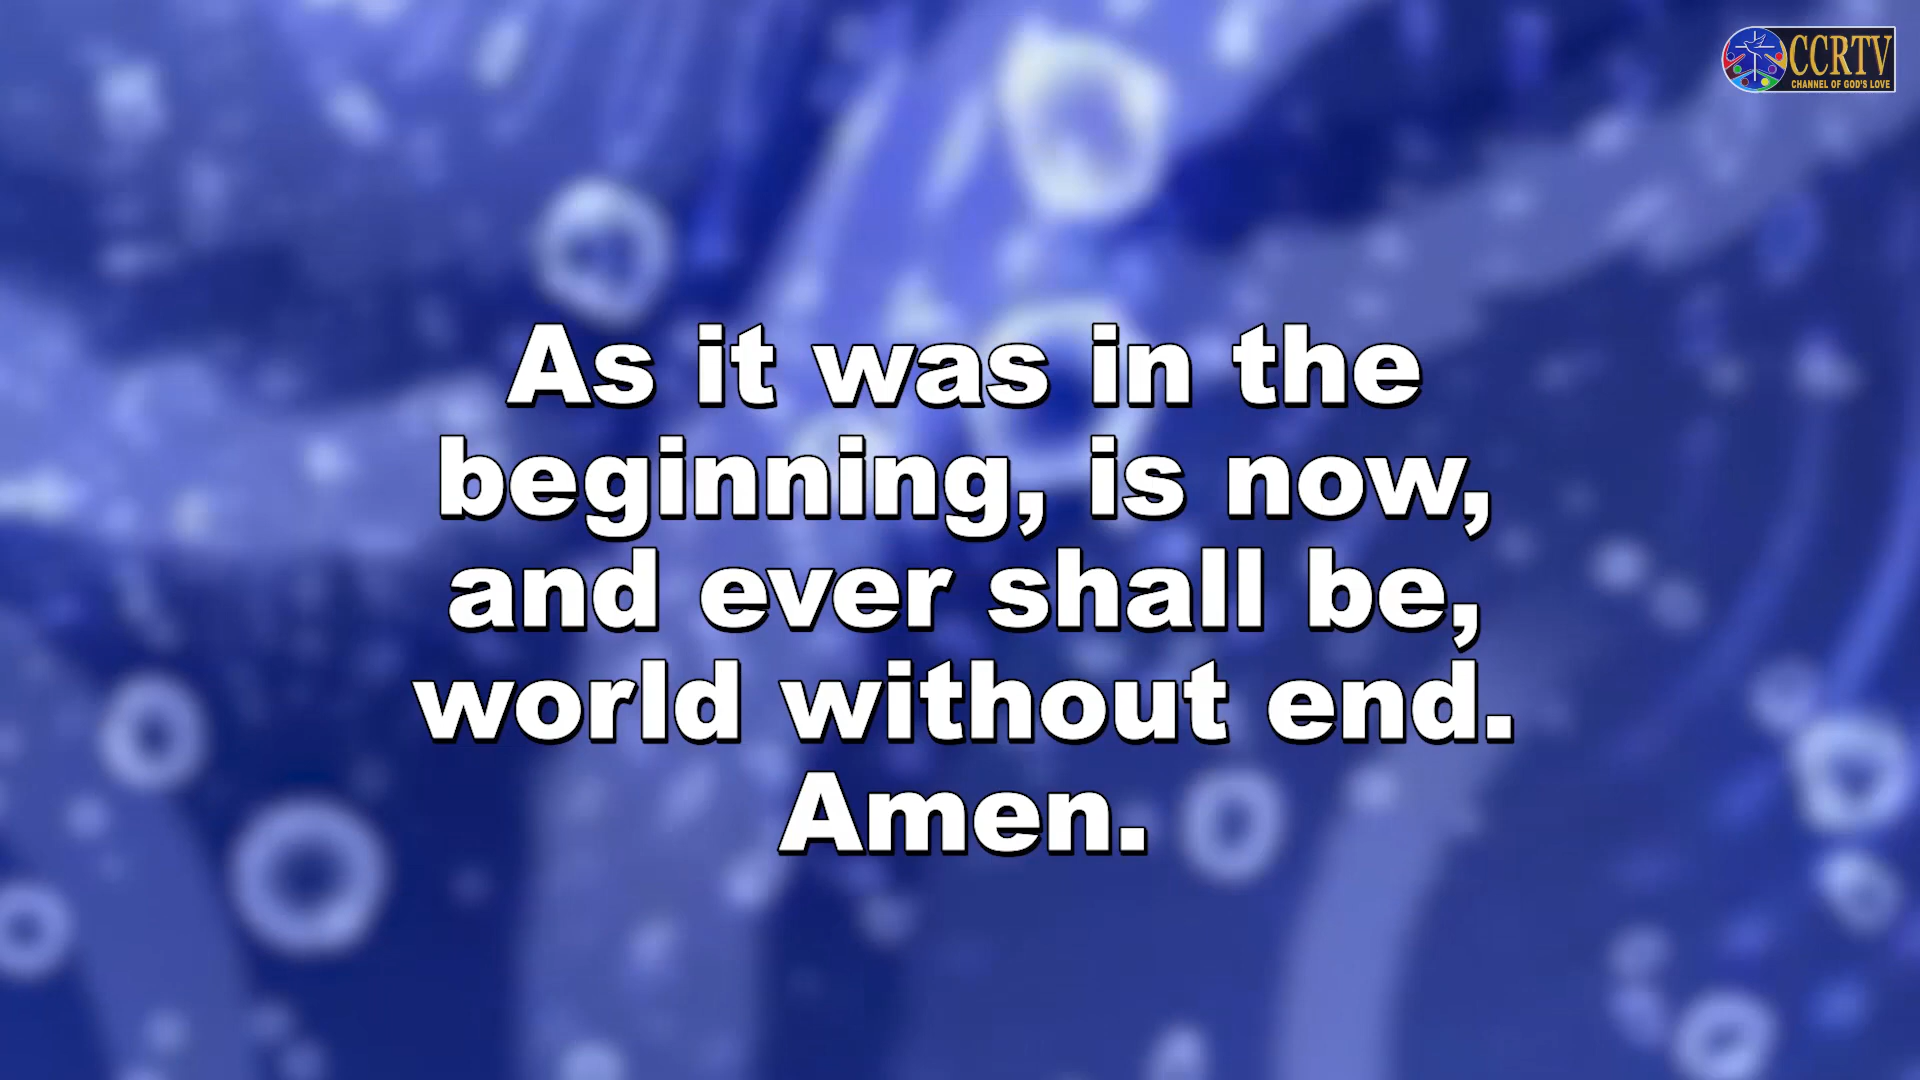 CCRTV
CHANNEL OF GOD'S LOVE
As it was in the
beginning, is now,
and ever shall be,
world without end.
Amen.